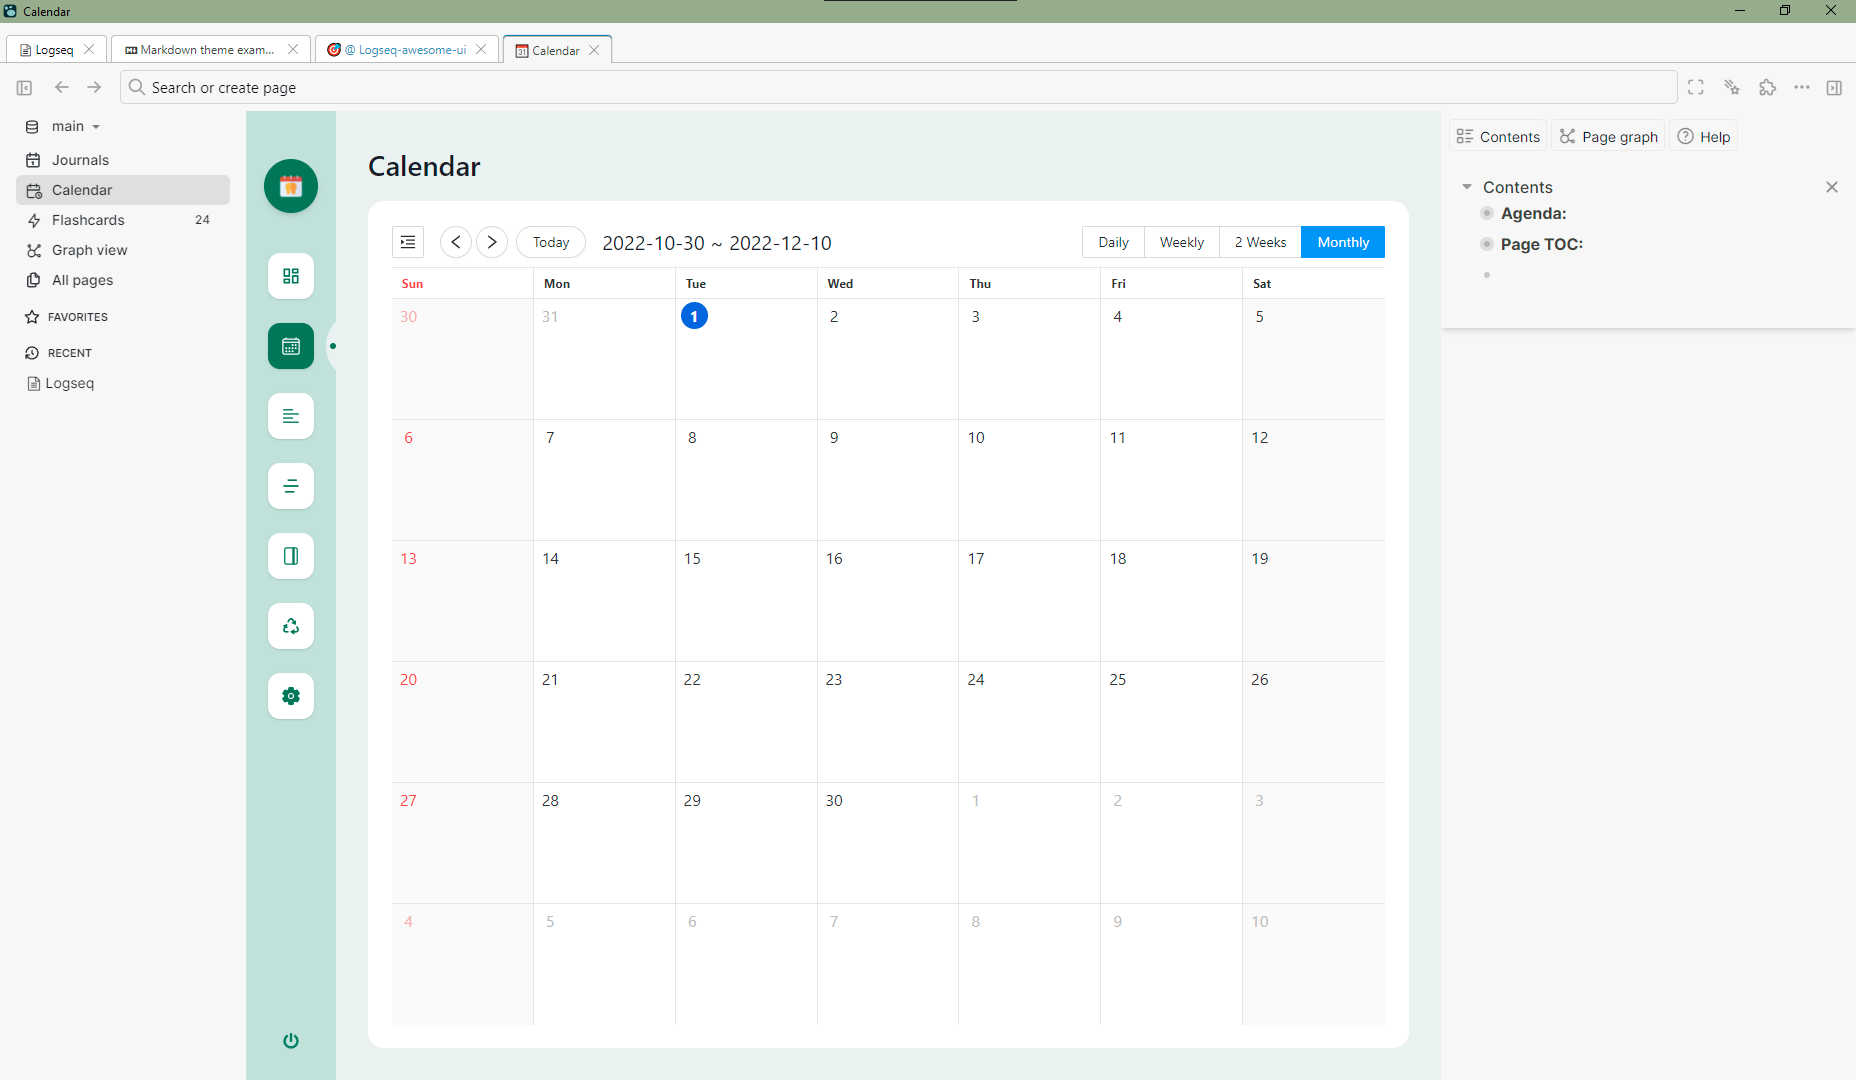 Calendar
Logseq
Markdown theme exam...
@ Logseq-awesome-ui
31 Calendar
Search or create page
main
Journals
Calendar
Flashcards 24
Graph view
All pages
FAVORITES
RECENT
Logseq
Calendar
Today 2022-10-30 ~ 2022-12-10 Daily Weekly 2 Weeks Monthly
Sun Mon Tue Wed Thu Fri Sat
30 31 1 2 3 4 5
6 7 8 9 10 11 12
13 14 15 16 17 18 19
20 21 22 23 24 25 26
27 28 29 30 1 2 3
4 5 6 7 8 9 10
Contents Page graph Help
Contents
Agenda:
Page TOC: